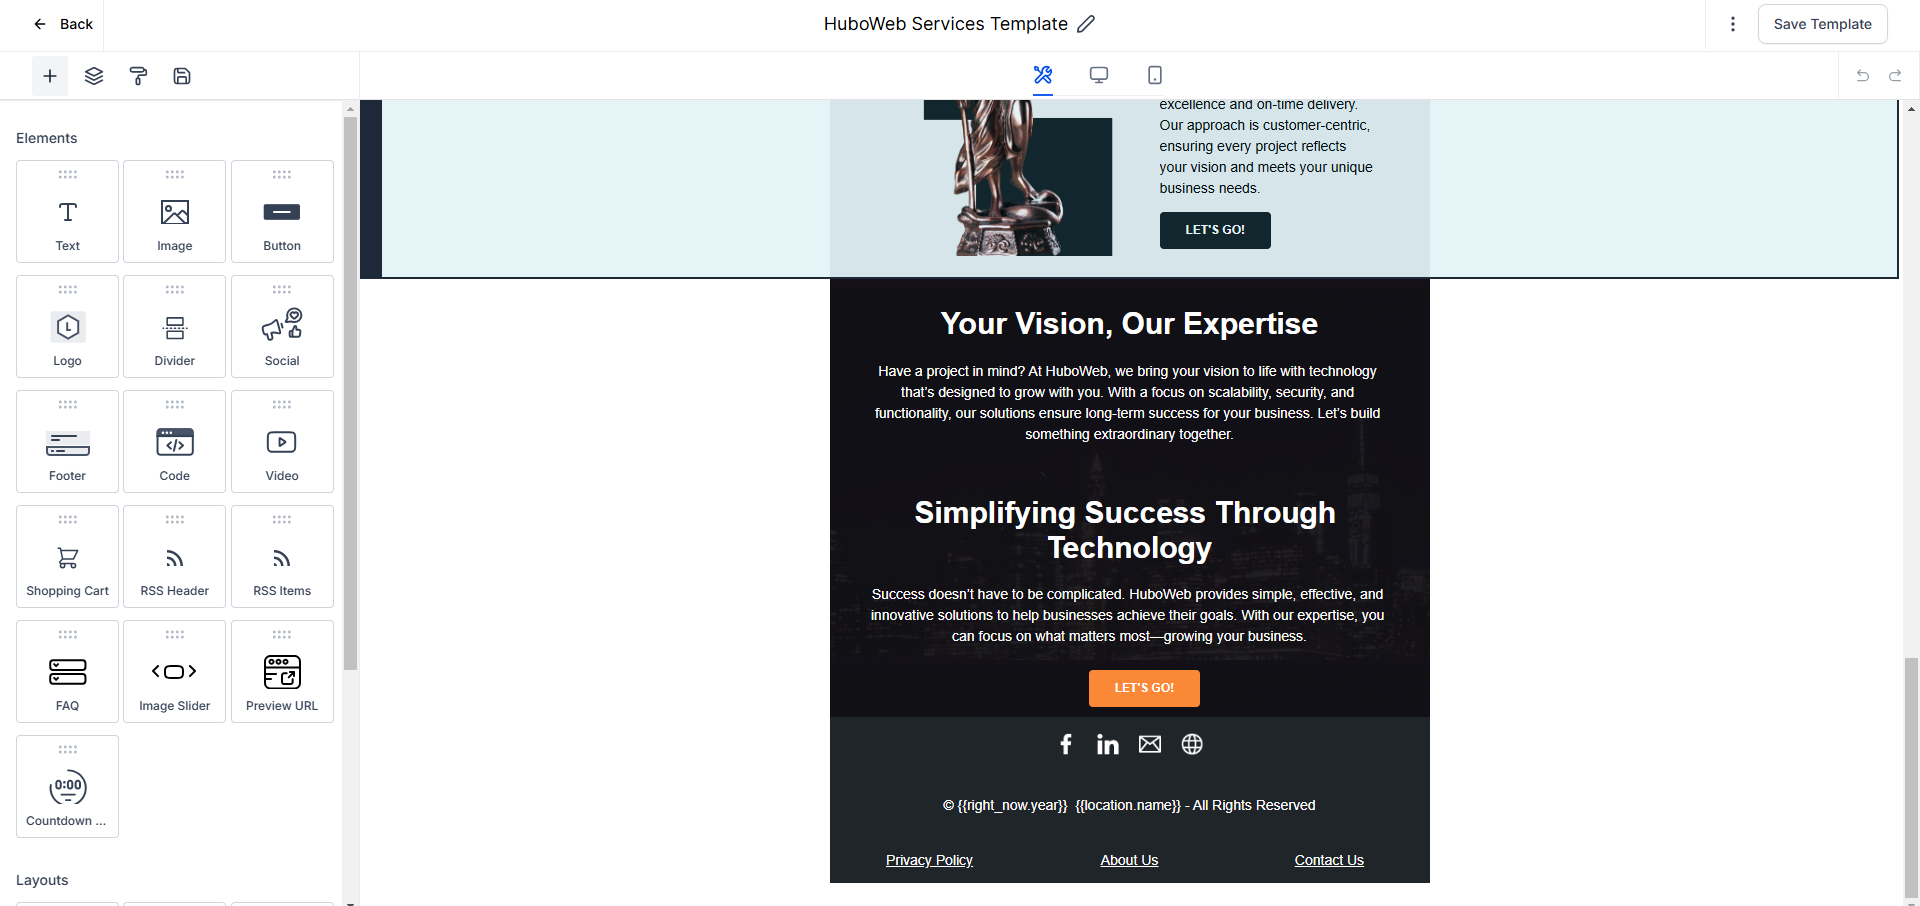 Back
HuboWeb Services Template
Save Template
Elements
Text
Image
Button
Logo
Divider
Social
Footer
Code
Video
Shopping Cart
RSS Header
RSS Items
FAQ
Image Slider
Preview URL
0:00
Countdown ...
Layouts
excellence and on-time delivery.
Our approach is customer-centric,
ensuring every project reflects
your vision and meets your unique
business needs.
LET'S GO!
Your Vision, Our Expertise
Have a project in mind? At HuboWeb, we bring your vision to life with technology
that’s designed to grow with you. With a focus on scalability, security, and
functionality, our solutions ensure long-term success for your business. Let’s build
something extraordinary together.
Simplifying Success Through
Technology
Success doesn’t have to be complicated. HuboWeb provides simple, effective, and
innovative solutions to help businesses achieve their goals. With our expertise, you
can focus on what matters most—growing your business.
LET'S GO!
© {{right_now.year}} {{location.name}} - All Rights Reserved
Privacy Policy
About Us
Contact Us